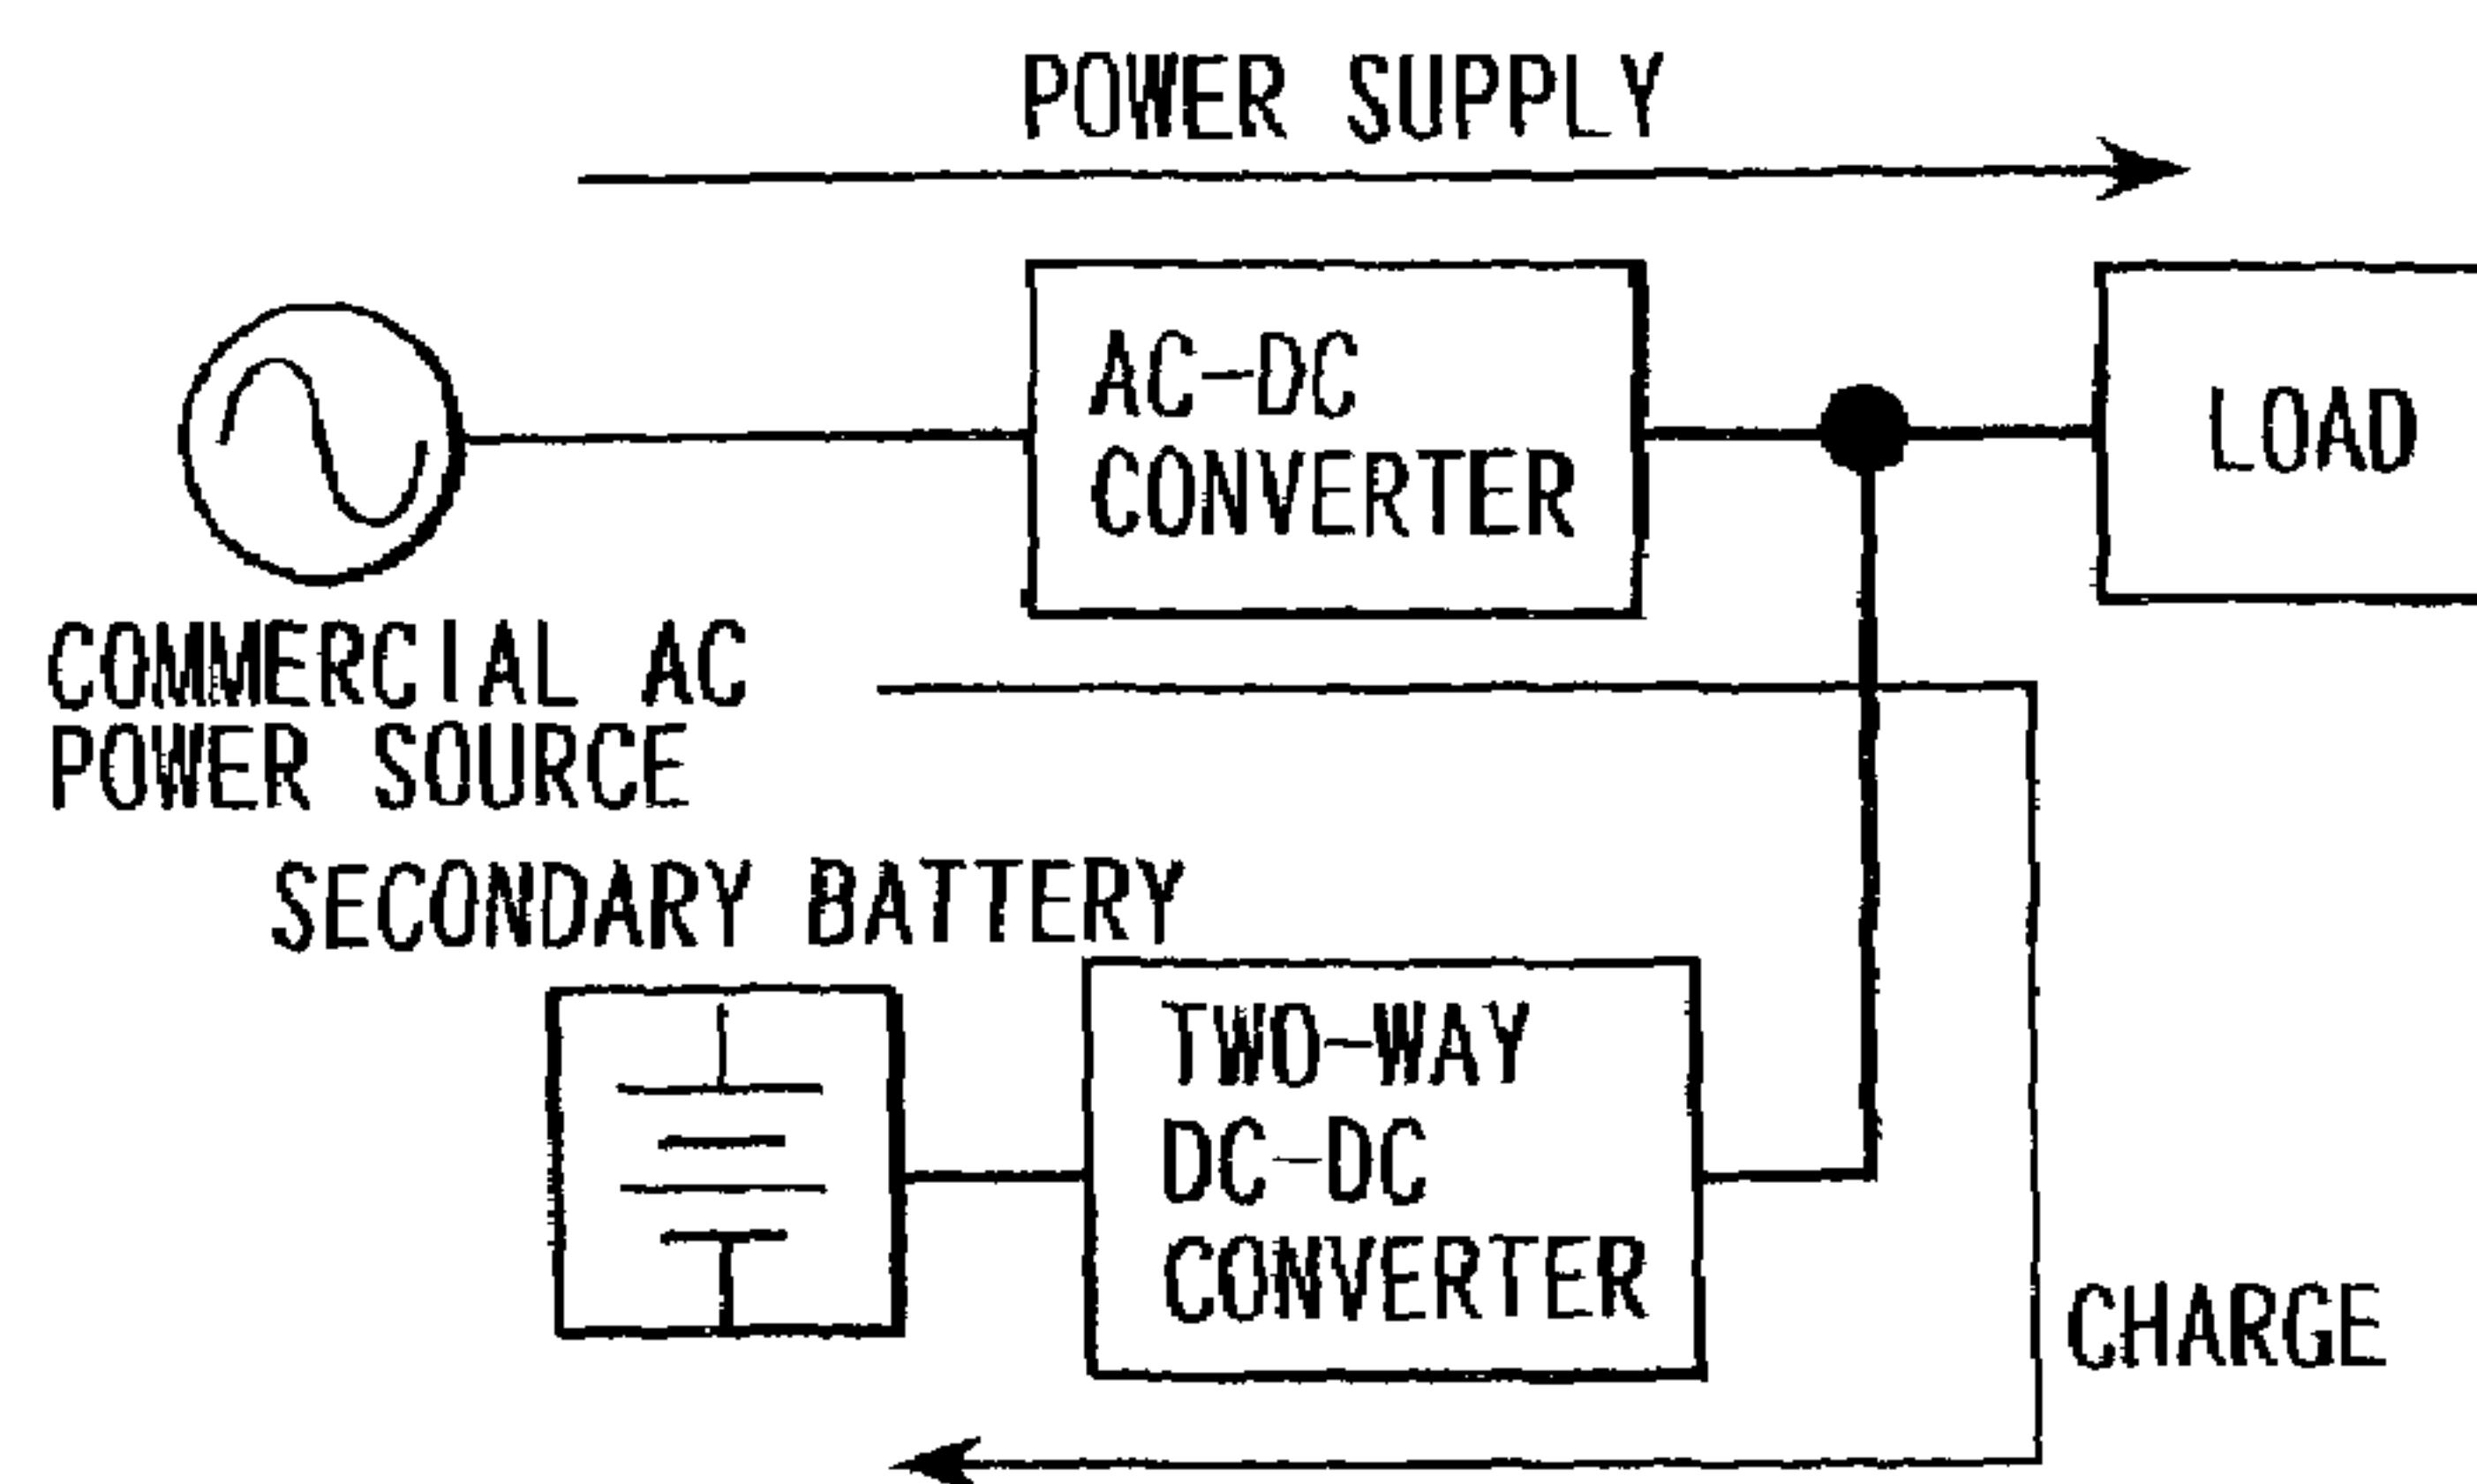 POWER SUPPLY
AC-DC
CONVERTER
LOAD
COMMERCIAL AC
POWER SOURCE
SECONDARY BATTERY
TWO-WAY
DC-DC
CONVERTER
CHARGE